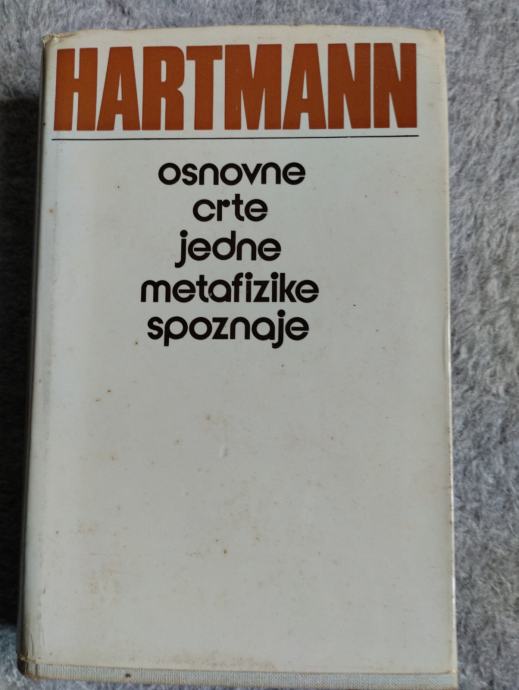 HARTMANN
osnovne
crte
jedne
metafizike
spoznaje